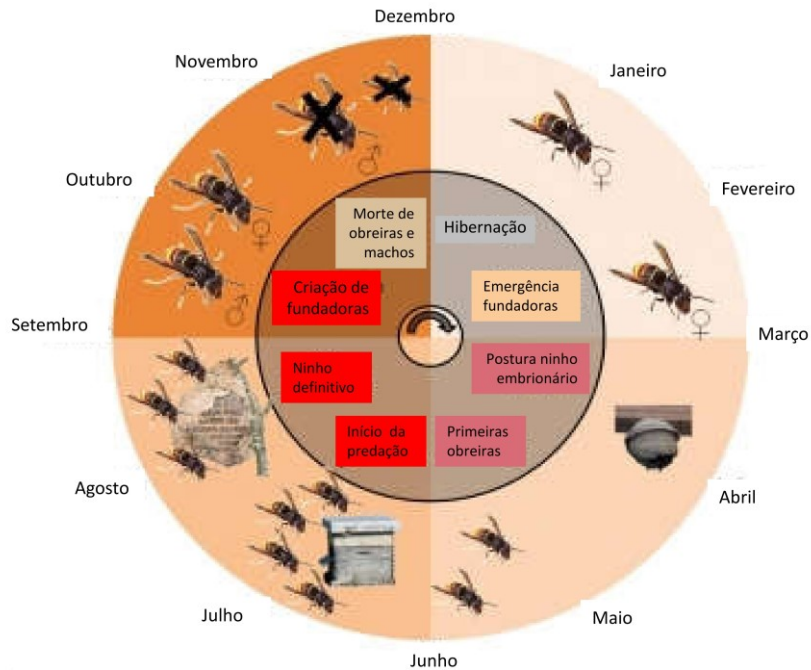 Dezembro
Janeiro
Fevereiro
Março
Abril
Maio
Junho
Julho
Agosto
Setembro
Outubro
Novembro
Hibernação
Emergência
fundadoras
Postura ninho
embrionário
Primeiras
obreiras
Início da
predação
Ninho
definitivo
Criação de
fundadoras
Morte de
obreiras e
machos